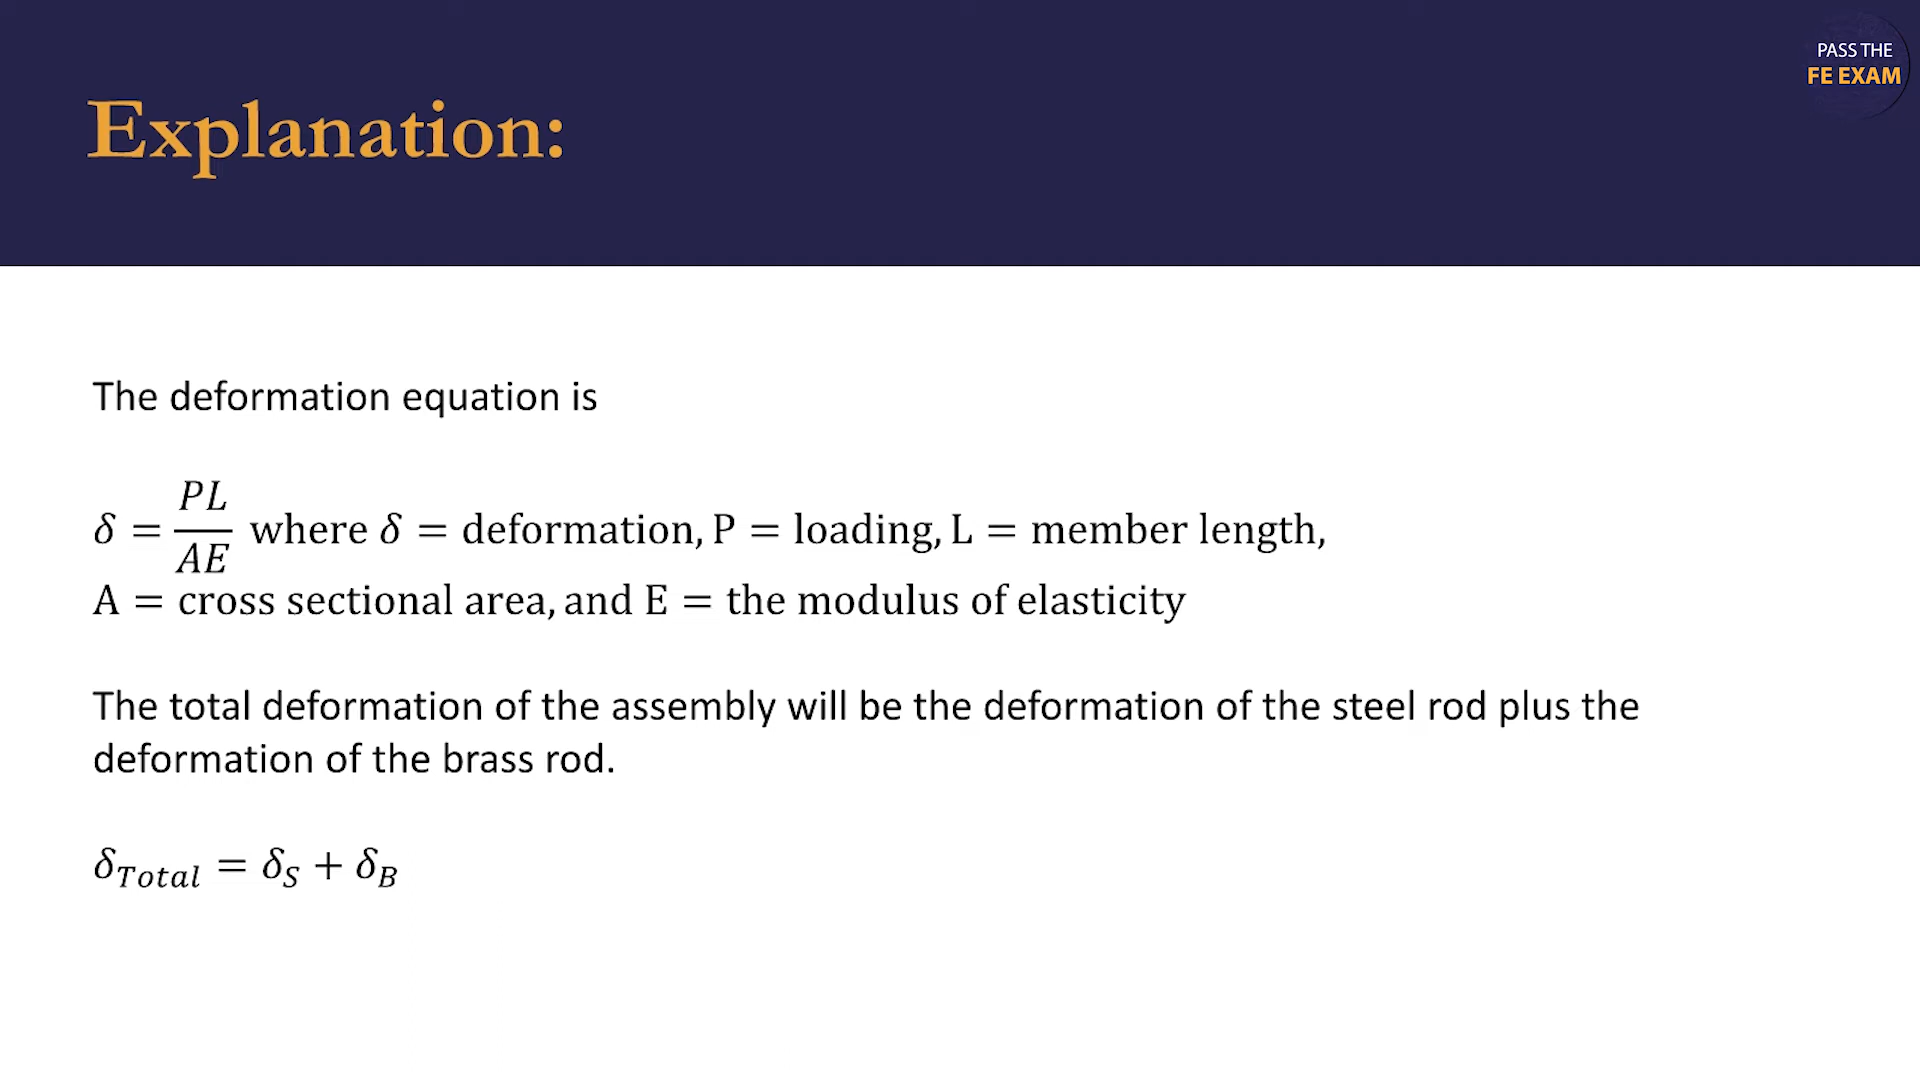 PASS THE
FE EXAM
Explanation:
The deformation equation is
δ = PL/AE where δ = deformation, P = loading, L = member length,
A = cross sectional area, and E = the modulus of elasticity
The total deformation of the assembly will be the deformation of the steel rod plus the
deformation of the brass rod.
δ_Total = δ_S + δ_B